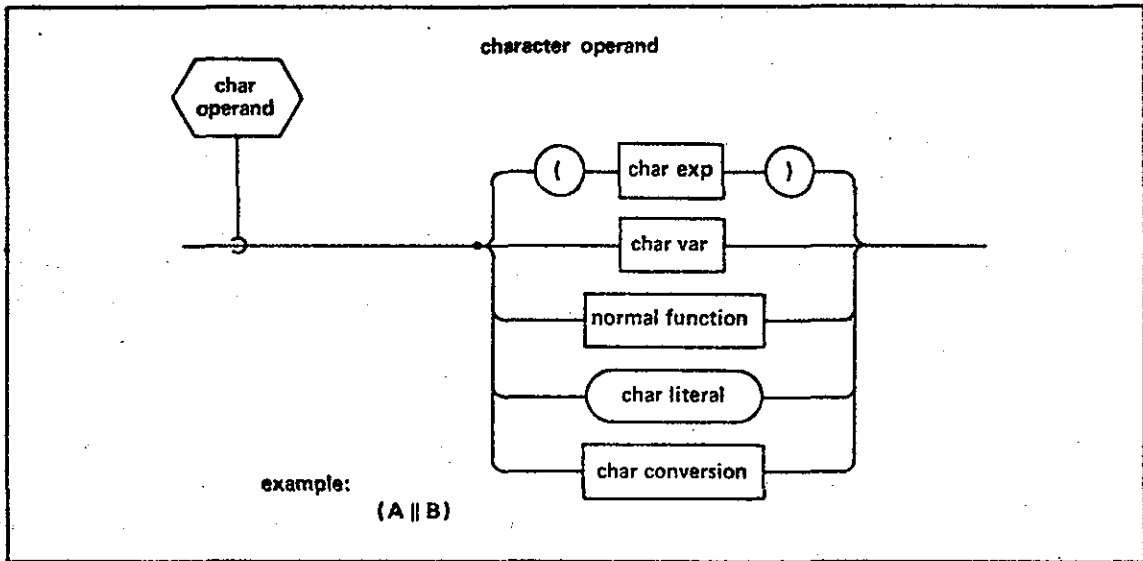 character operand
char
operand
( char exp )
char var
normal function
char literal
char conversion
example:
(A || B)